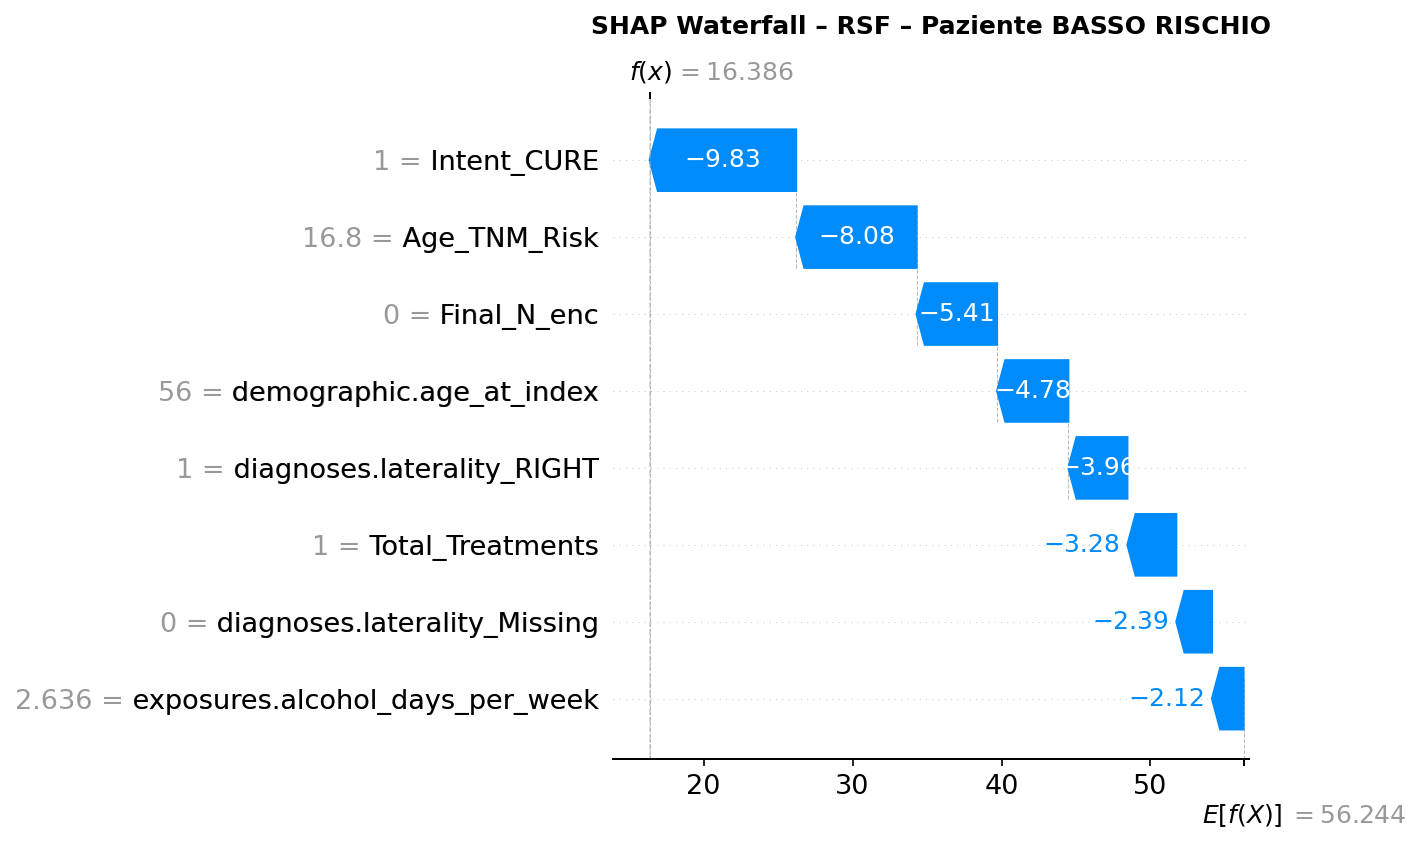 SHAP Waterfall – RSF – Paziente BASSO RISCHIO
f(x) = 16.386
1 = Intent_CURE
−9.83
16.8 = Age_TNM_Risk
−8.08
0 = Final_N_enc
−5.41
56 = demographic.age_at_index
−4.78
1 = diagnoses.laterality_RIGHT
−3.96
1 = Total_Treatments
−3.28
0 = diagnoses.laterality_Missing
−2.39
2.636 = exposures.alcohol_days_per_week
−2.12
20 30 40 50
E[f(X)] = 56.244